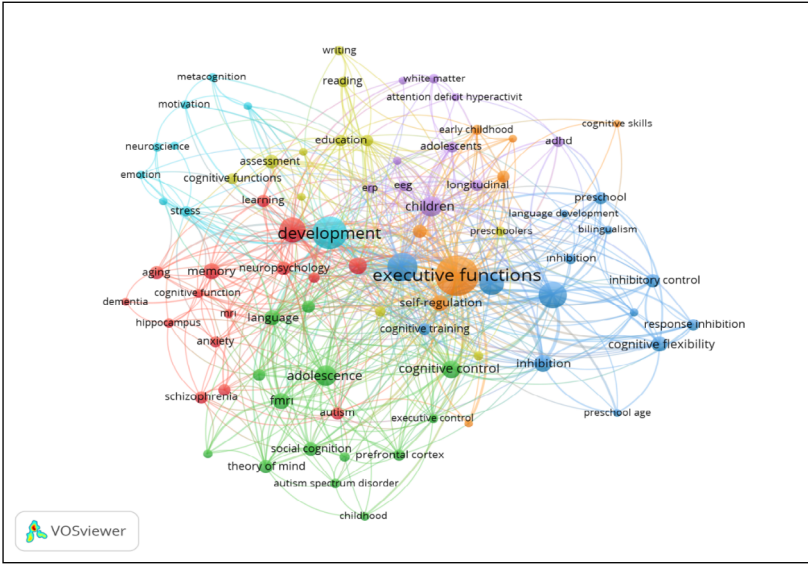 writing
metacognition
white matter
reading
attention deficit hyperactivit
motivation
cognitive skills
early childhood
education
adhd
neuroscience
adolescents
assessment
emotion
cognitive functions
erp
eeg
longitudinal
learning
preschool
children
stress
language development
development
preschoolers
bilingualism
inhibtion
aging
memory
neuropsychology
executive functions
inhibitory control
cognitive function
dementia
self-regulation
mri
hippocampus
language
response inhibition
cognitive training
anxiety
cognitive flexibility
inhibition
adolescence
cognitive control
schizophrenia
fmri
autism
preschool age
executive control
social cognition
prefrontal cortex
theory of mind
autism spectrum disorder
childhood
VOSviewer